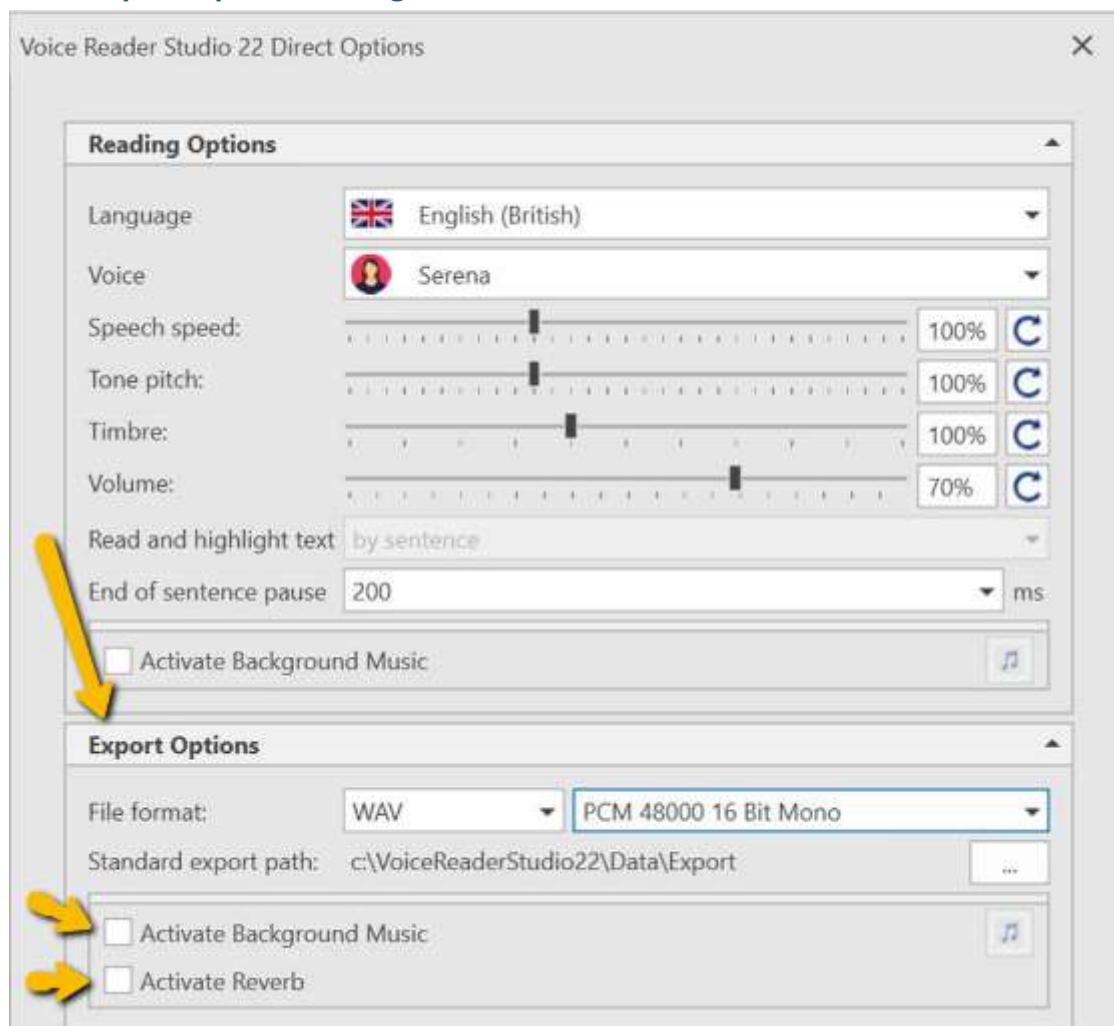 Voice Reader Studio 22 Direct Options
Reading Options
Language English (British)
Voice Serena
Speech speed: 100%
Tone pitch: 100%
Timbre: 100%
Volume: 70%
Read and highlight text by sentence
End of sentence pause 200 ms
Activate Background Music
Export Options
File format: WAV PCM 48000 16 Bit Mono
Standard export path: c:\VoiceReaderStudio22\Data\Export ...
Activate Background Music
Activate Reverb